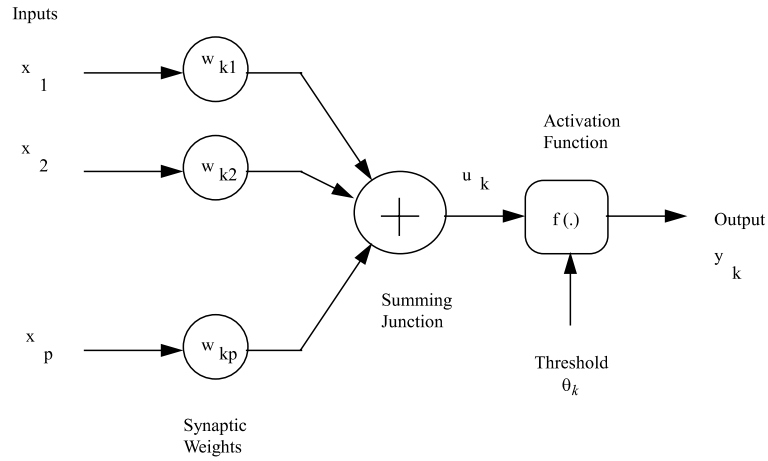 Inputs
x 1
w k1
x 2
w k2
Activation
Function
u k
f (.)
Output
y k
Summing
Junction
x p
w kp
Threshold
θk
Synaptic
Weights